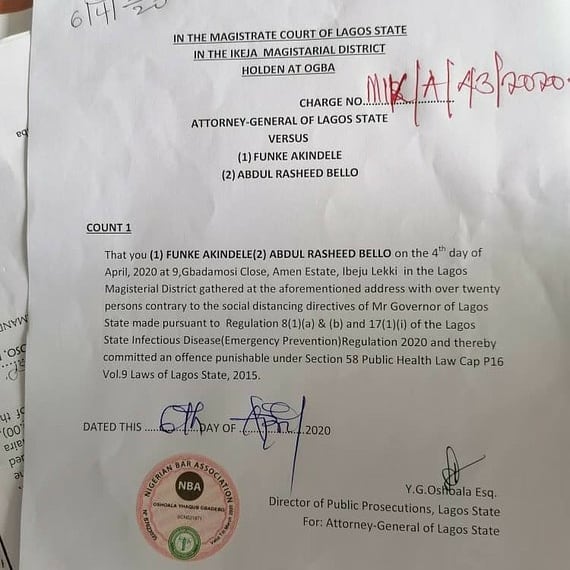 6/4/2020
IN THE MAGISTRATE COURT OF LAGOS STATE
IN THE IKEJA MAGISTARIAL DISTRICT
HOLDEN AT OGBA
CHARGE NO............ /A/43/2020.
ATTORNEY-GENERAL OF LAGOS STATE
VERSUS
(1) FUNKE AKINDELE
(2) ABDUL RASHEED BELLO
COUNT 1
That you (1) FUNKE AKINDELE(2) ABDUL RASHEED BELLO on the 4th day of
April, 2020 at 9,Gbadamosi Close, Amen Estate, Ibeju Lekki in the Lagos
Magisterial District gathered at the aforementioned address with over twenty
persons contrary to the social distancing directives of Mr Governor of Lagos
State made pursuant to Regulation 8(1)(a) & (b) and 17(1)(i) of the Lagos
State Infectious Disease(Emergency Prevention)Regulation 2020 and thereby
committed an offence punishable under Section 58 Public Health Law Cap P16
Vol.9 Laws of Lagos State, 2015.
DATED THIS .....6th DAY OF ..April..2020
Y.G.Oshoala Esq.
Director of Public Prosecutions, Lagos State
For: Attorney-General of Lagos State
NIGERIAN BAR ASSOCIATION
NBA
OSHOALA THAQUB GBADEBO